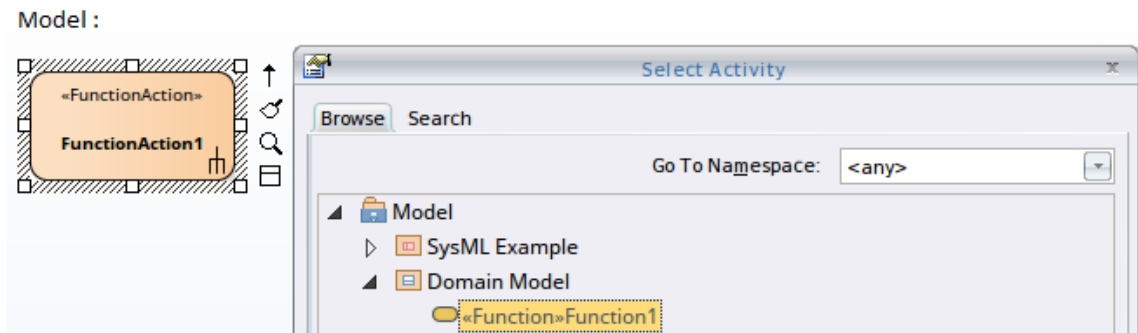 Model :
«FunctionAction»
FunctionAction1
Select Activity
Browse Search
Go To Namespace: <any>
Model
SysML Example
Domain Model
«Function»Function1